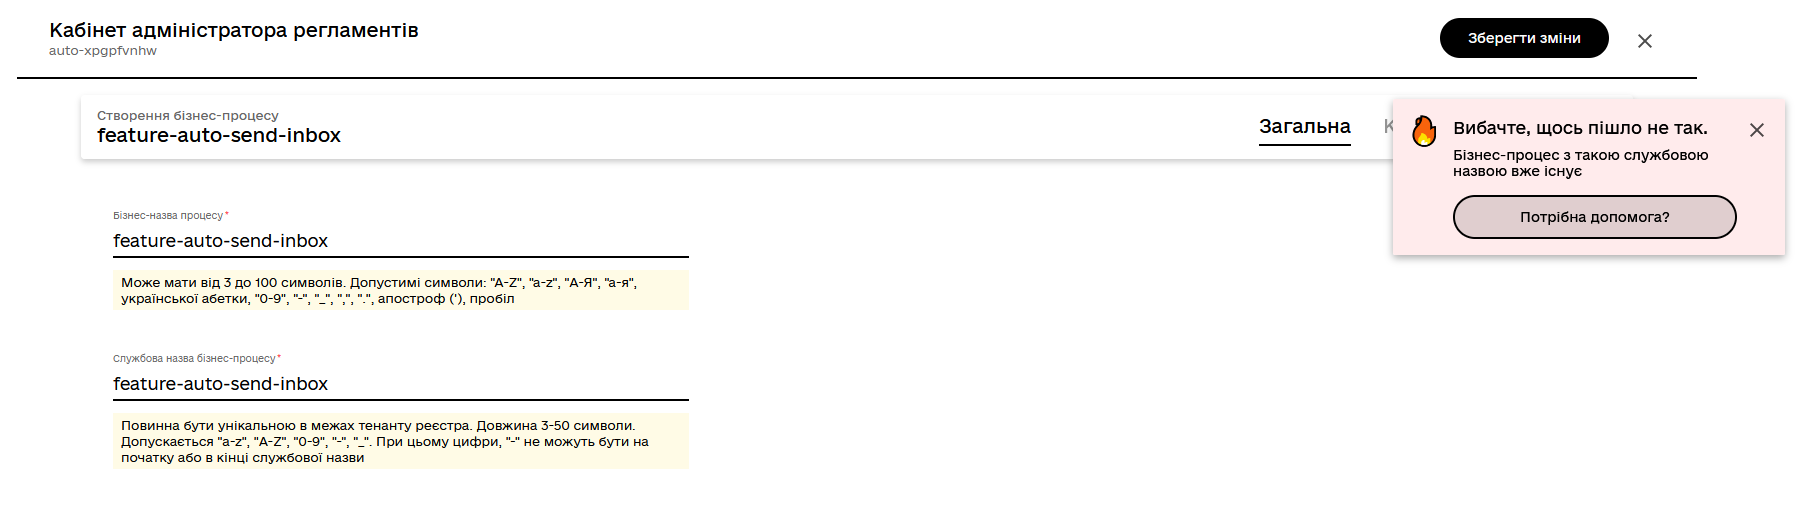 Кабінет адміністратора регламентів
auto-xpgpfvnhw
Зберегти зміни
Створення бізнес-процесу
feature-auto-send-inbox
Загальна
Вибачте, щось пішло не так.
Бізнес-процес з такою службовою
назвою вже існує
Потрібна допомога?
Бізнес-назва процесу*
feature-auto-send-inbox
Може мати від 3 до 100 символів. Допустимі символи: "A-Z", "a-z", "А-Я", "а-я",
української абетки, "0-9", "-", "_", ",", ".", апостроф ('), пробіл
Службова назва бізнес-процесу*
feature-auto-send-inbox
Повинна бути унікальною в межах тенанту реєстра. Довжина 3-50 символи.
Допускається "a-z", "A-Z", "0-9", "-", "_". При цьому цифри, "-" не можуть бути на
початку або в кінці службової назви